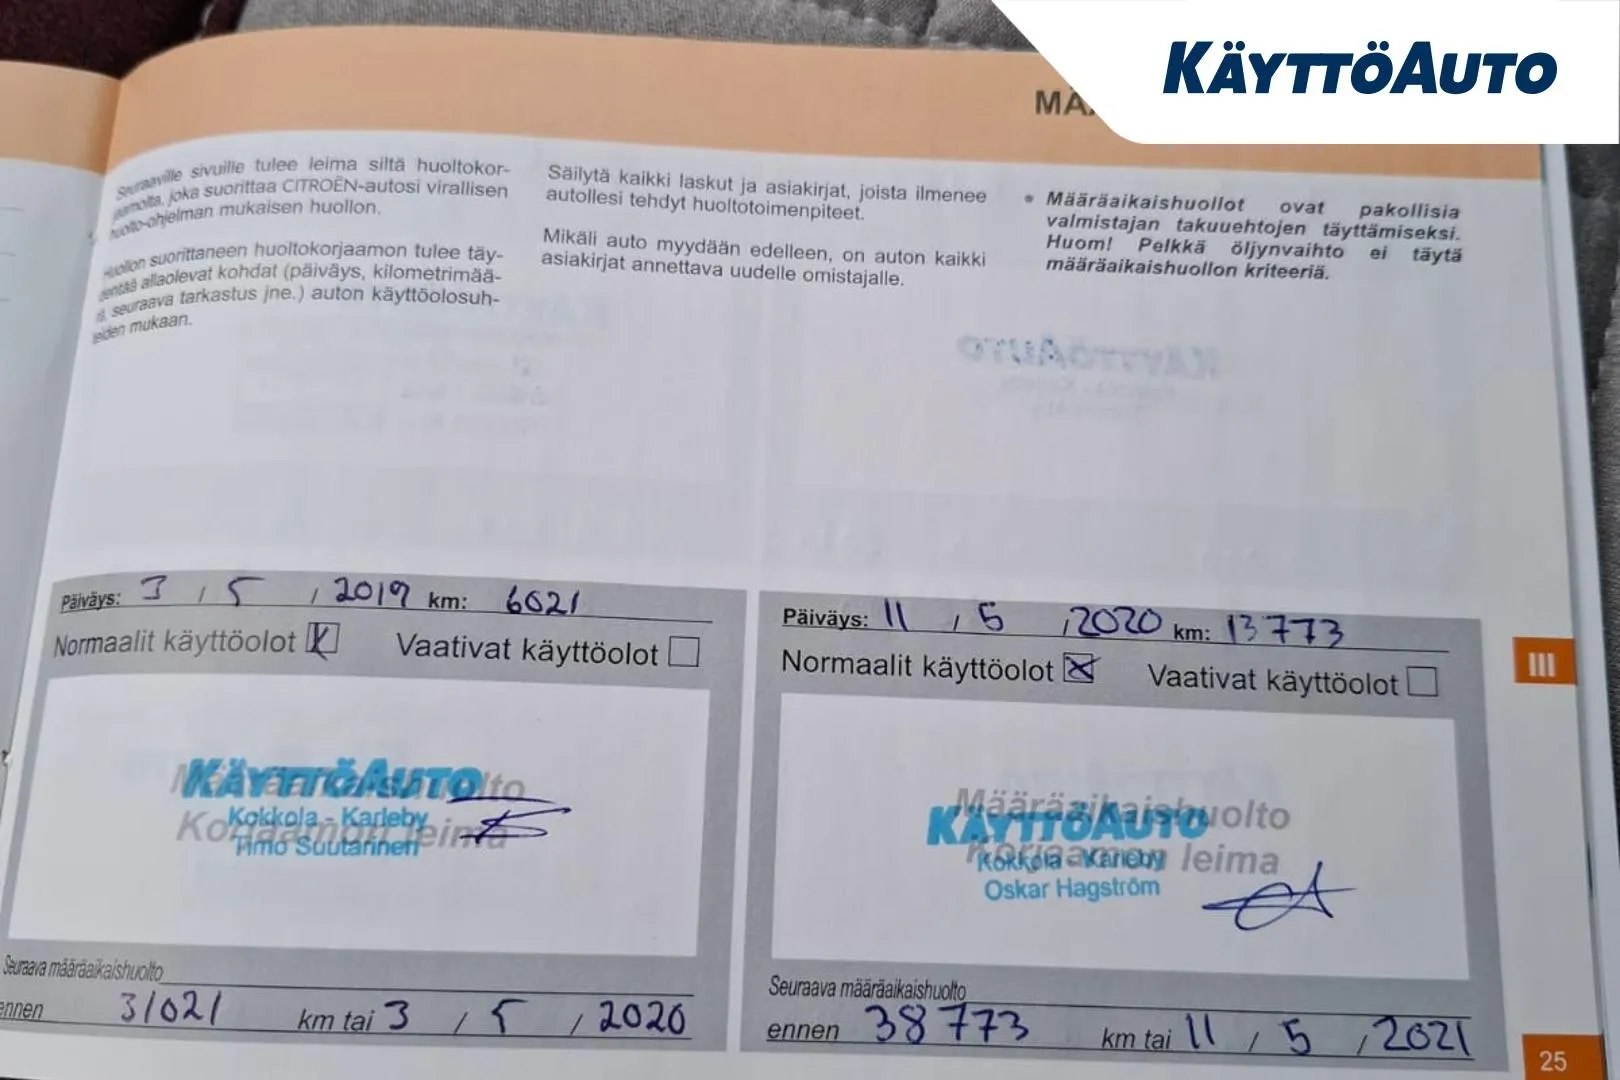 KÄYTTÖAUTO
Seuraaville sivuille tulee leima siltä huoltokor-
jaamolta, joka suorittaa CITROËN-autosi virallisen
huolto-ohjelman mukaisen huollon.
Huollon suorittaneen huoltokorjaamon tulee täy-
dentää allaolevat kohdat (päiväys, kilometrimää-
rä, seuraava tarkastus jne.) auton käyttöolosuh-
teiden mukaan.
Säilytä kaikki laskut ja asiakirjat, joista ilmenee
autollesi tehdyt huoltotoimenpiteet.
Mikäli auto myydään edelleen, on auton kaikki
asiakirjat annettava uudelle omistajalle.
• Määräaikaishuollot ovat pakollisia
valmistajan takuuehtojen täyttämiseksi.
Huom! Pelkkä öljynvaihto ei täytä
määräaikaishuollon kriteeriä.
Päiväys: 3 / 5 / 2019 km: 6021
Normaalit käyttöolot Vaativat käyttöolot
Määräaikaishuolto
Korjaamon leima
KÄYTTÖAUTO
Kokkola - Karleby
Timo Suutarinen
Seuraava määräaikaishuolto
ennen 31021 km tai 3 / 5 / 2020
Päiväys: 11 / 5 / 2020 km: 13773
Normaalit käyttöolot Vaativat käyttöolot
Määräaikaishuolto
Korjaamon leima
KÄYTTÖAUTO
Kokkola - Karleby
Oskar Hagström
Seuraava määräaikaishuolto
ennen 38773 km tai 11 / 5 / 2021
III
25